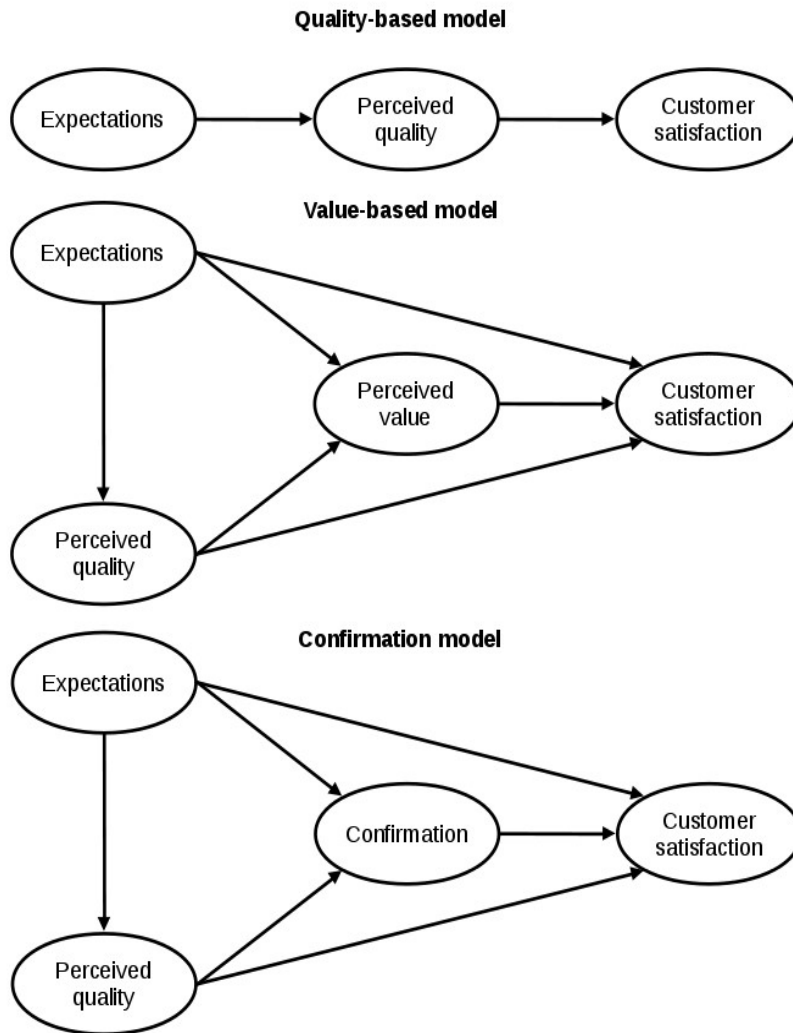 Quality-based model
Expectations
Perceived
quality
Customer
satisfaction
Value-based model
Expectations
Perceived
value
Customer
satisfaction
Perceived
quality
Confirmation model
Expectations
Confirmation
Customer
satisfaction
Perceived
quality